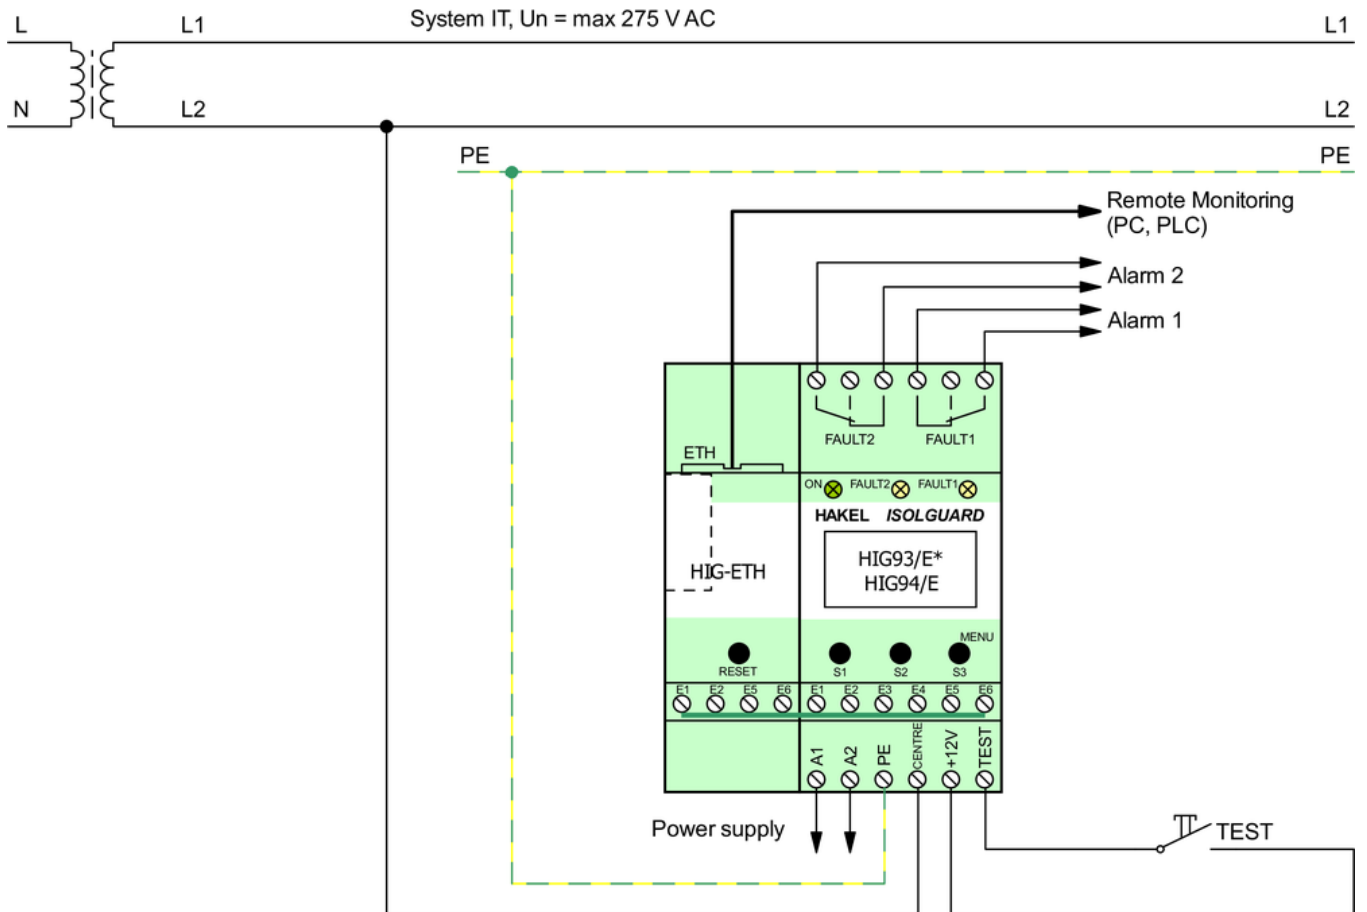 System IT, Un = max 275 V AC
L L1 L1
N L2 L2
PE PE
Remote Monitoring
(PC, PLC)
Alarm 2
Alarm 1
FAULT2 FAULT1
ETH
ON FAULT2 FAULT1
HAKEL ISOLGUARD
HIG93/E*
HIG94/E
HIG-ETH
MENU
RESET S1 S2 S3
E1 E2 E5 E6 E1 E2 E3 E4 E5 E6
A1 A2 PE CENTRE +12V TEST
Power supply
TEST